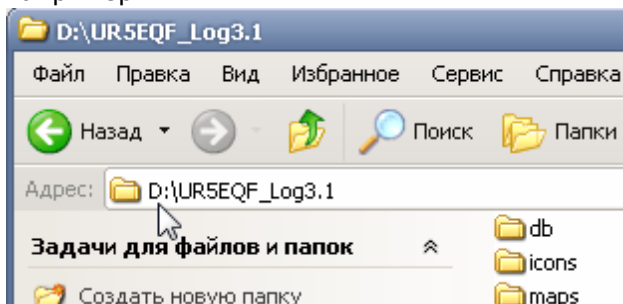 D:\UR5EQF_Log3.1
Файл Правка Вид Избранное Сервис Справка
Назад Поиск Папки
Адрес: D:\UR5EQF_Log3.1
Задачи для файлов и папок
Создать новую папку
db
icons
maps